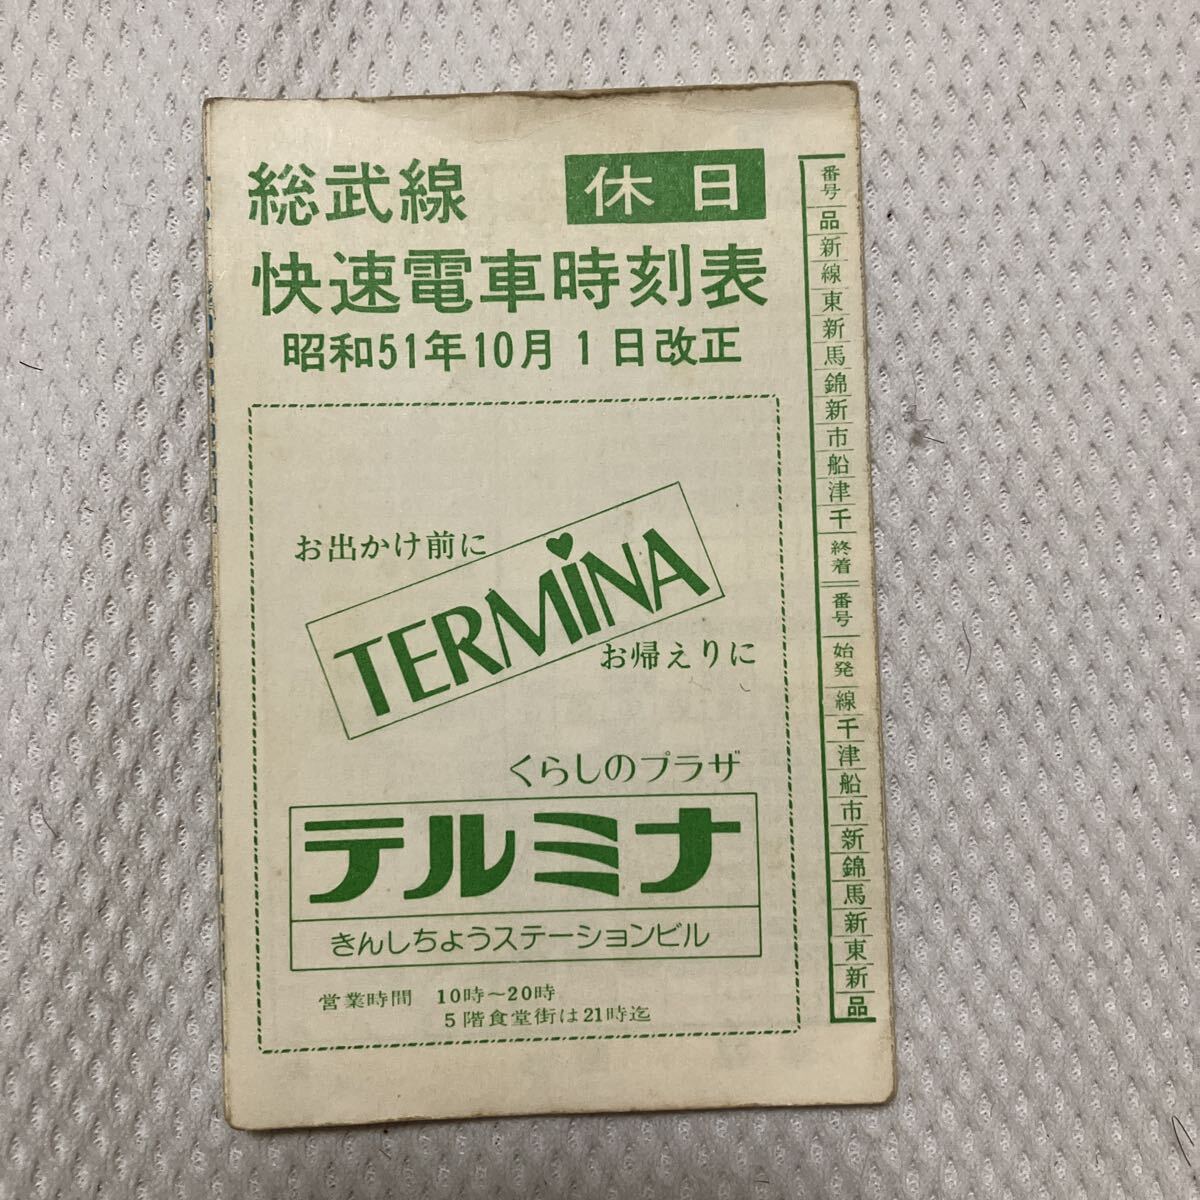 総武線 休日
快速電車時刻表
昭和51年10月1日改正
お出かけ前に
TERMiNA
お帰えりに
くらしのプラザ
テルミナ
きんしちょうステーションビル
営業時間 10時～20時
5階食堂街は21時迄
番号
品
新
線
東
新
馬
錦
新
市
船
津
千
終着
番号
始発
線
千
津
船
市
新
錦
馬
新
東
新
品